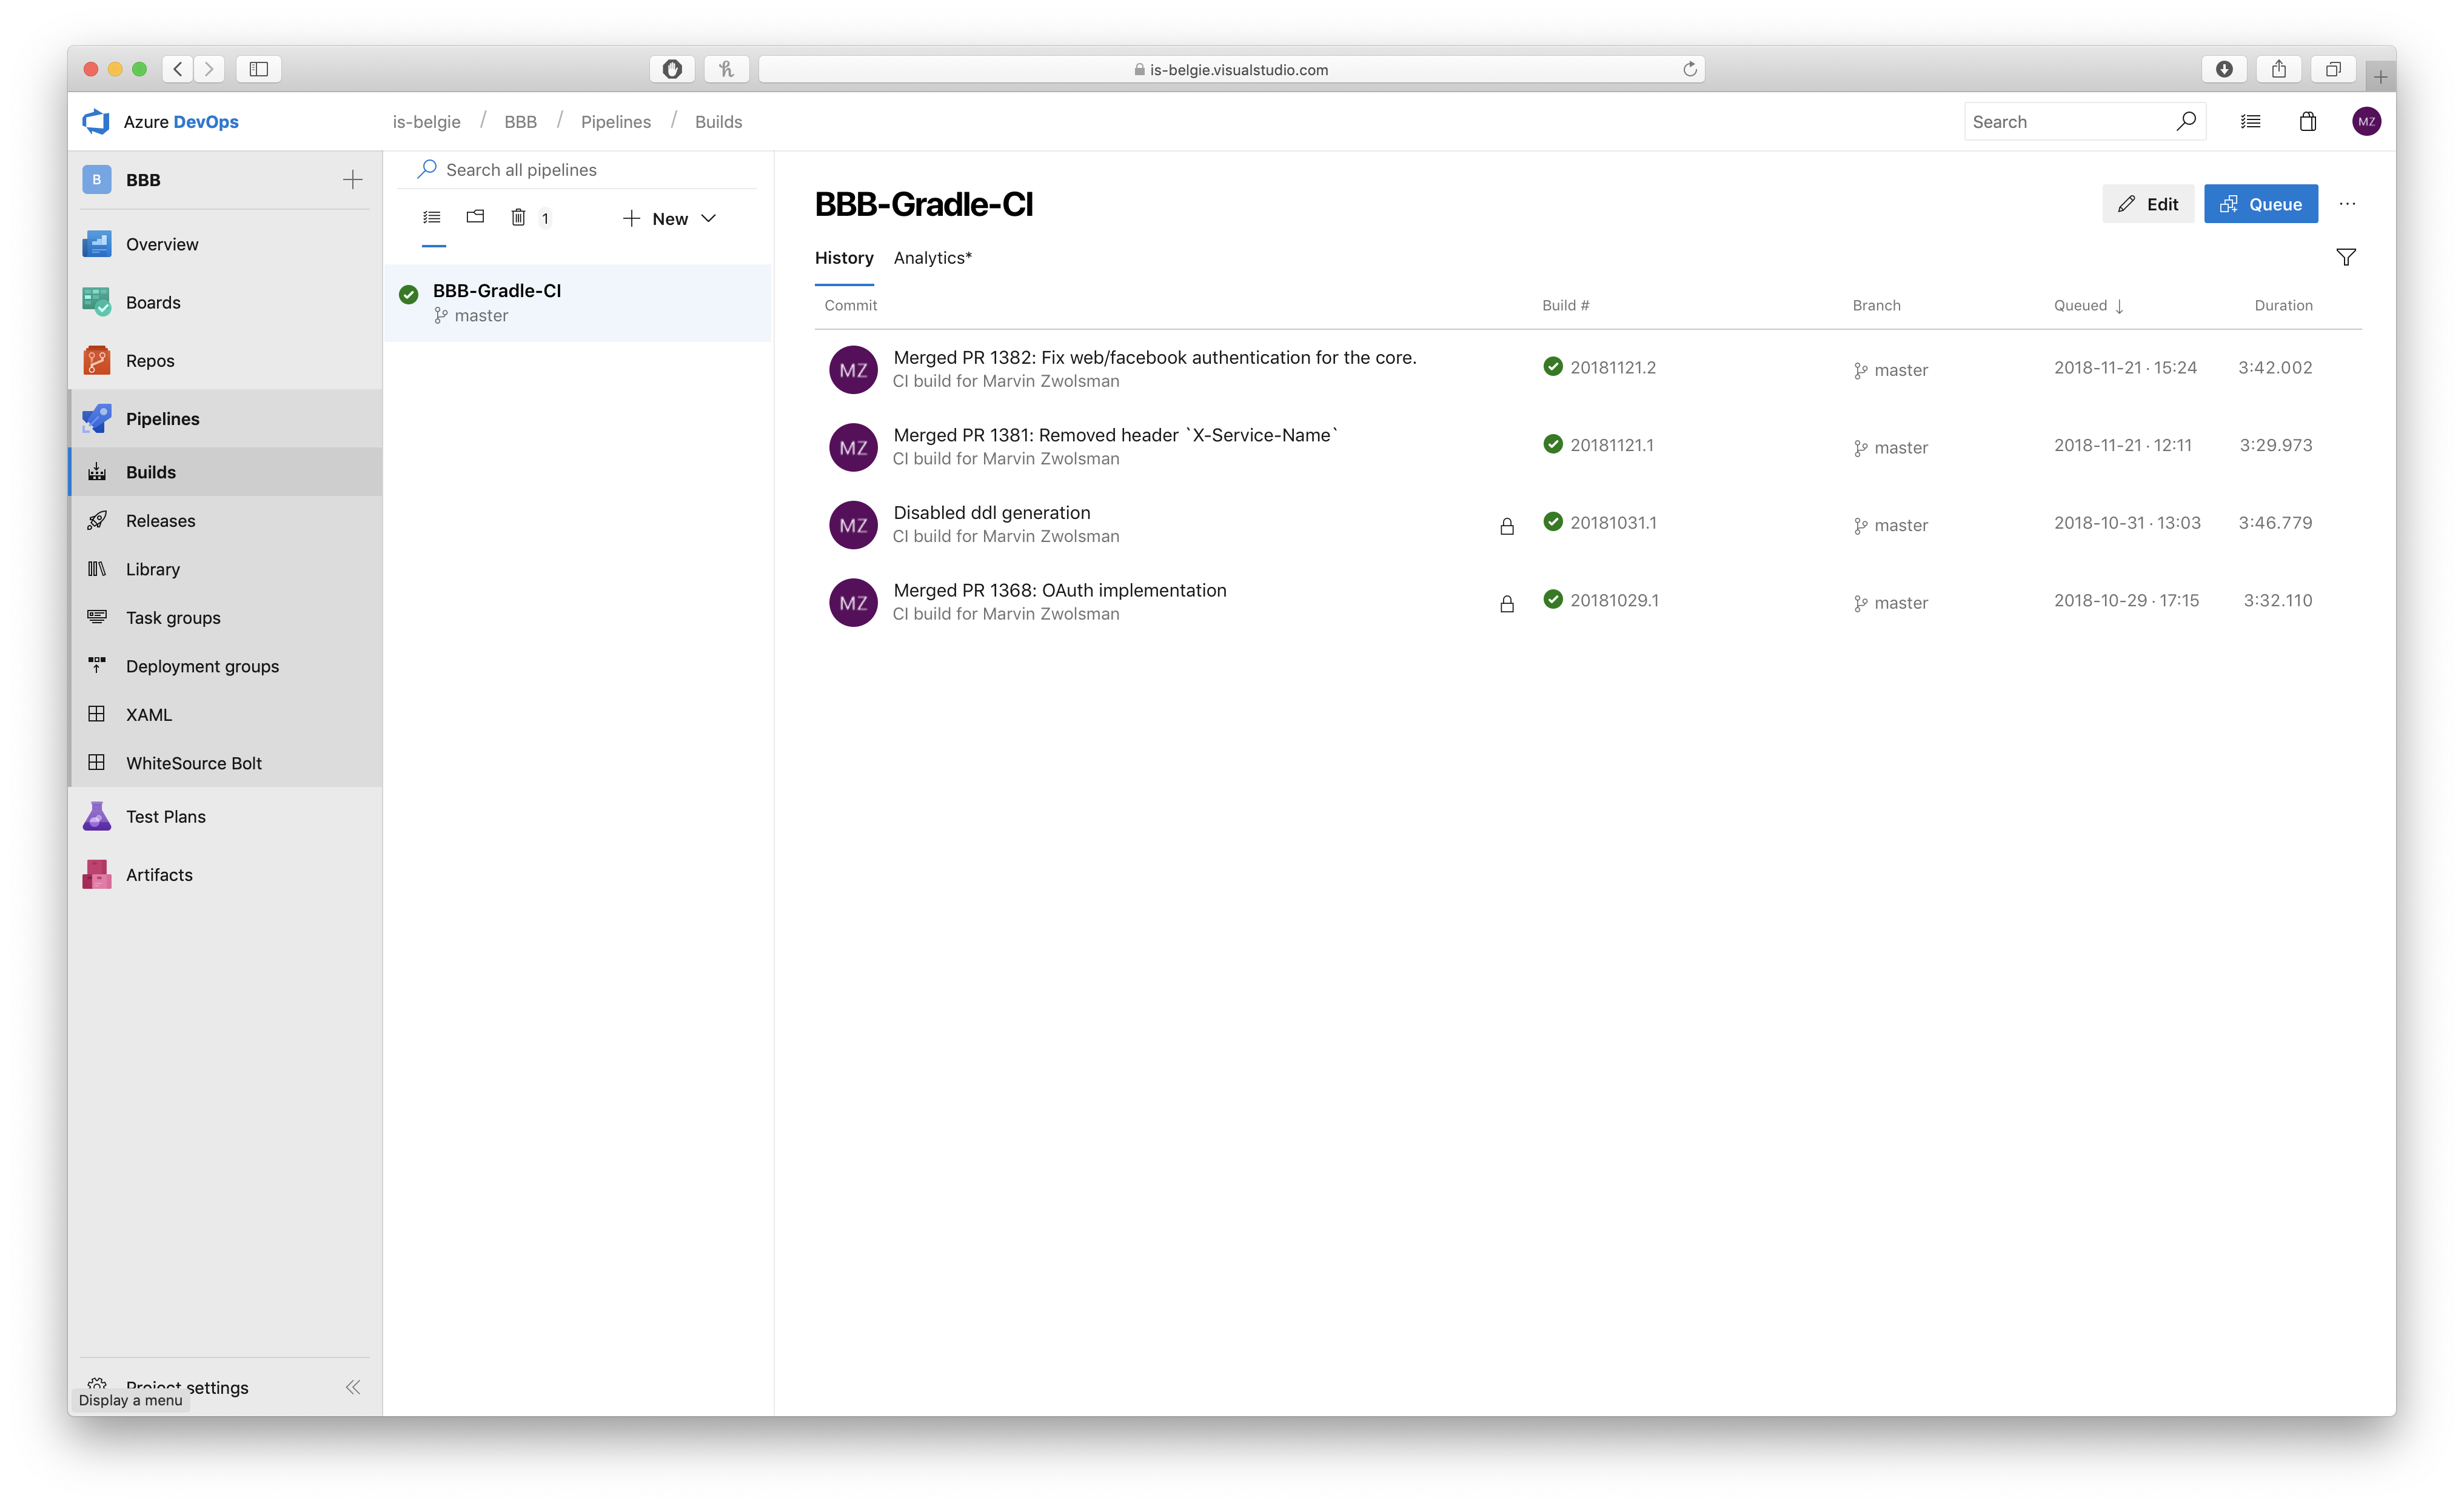 is-belgie.visualstudio.com
Azure DevOps
is-belgie / BBB / Pipelines / Builds
Search
MZ
B BBB
Overview
Boards
Repos
Pipelines
Builds
Releases
Library
Task groups
Deployment groups
XAML
WhiteSource Bolt
Test Plans
Artifacts
Project settings
Display a menu
Search all pipelines
1
New
BBB-Gradle-CI
master
BBB-Gradle-CI
Edit
Queue
History Analytics*
Commit Build # Branch Queued Duration
MZ Merged PR 1382: Fix web/facebook authentication for the core. 20181121.2 master 2018-11-21 · 15:24 3:42.002
CI build for Marvin Zwolsman
MZ Merged PR 1381: Removed header `X-Service-Name` 20181121.1 master 2018-11-21 · 12:11 3:29.973
CI build for Marvin Zwolsman
MZ Disabled ddl generation 20181031.1 master 2018-10-31 · 13:03 3:46.779
CI build for Marvin Zwolsman
MZ Merged PR 1368: OAuth implementation 20181029.1 master 2018-10-29 · 17:15 3:32.110
CI build for Marvin Zwolsman